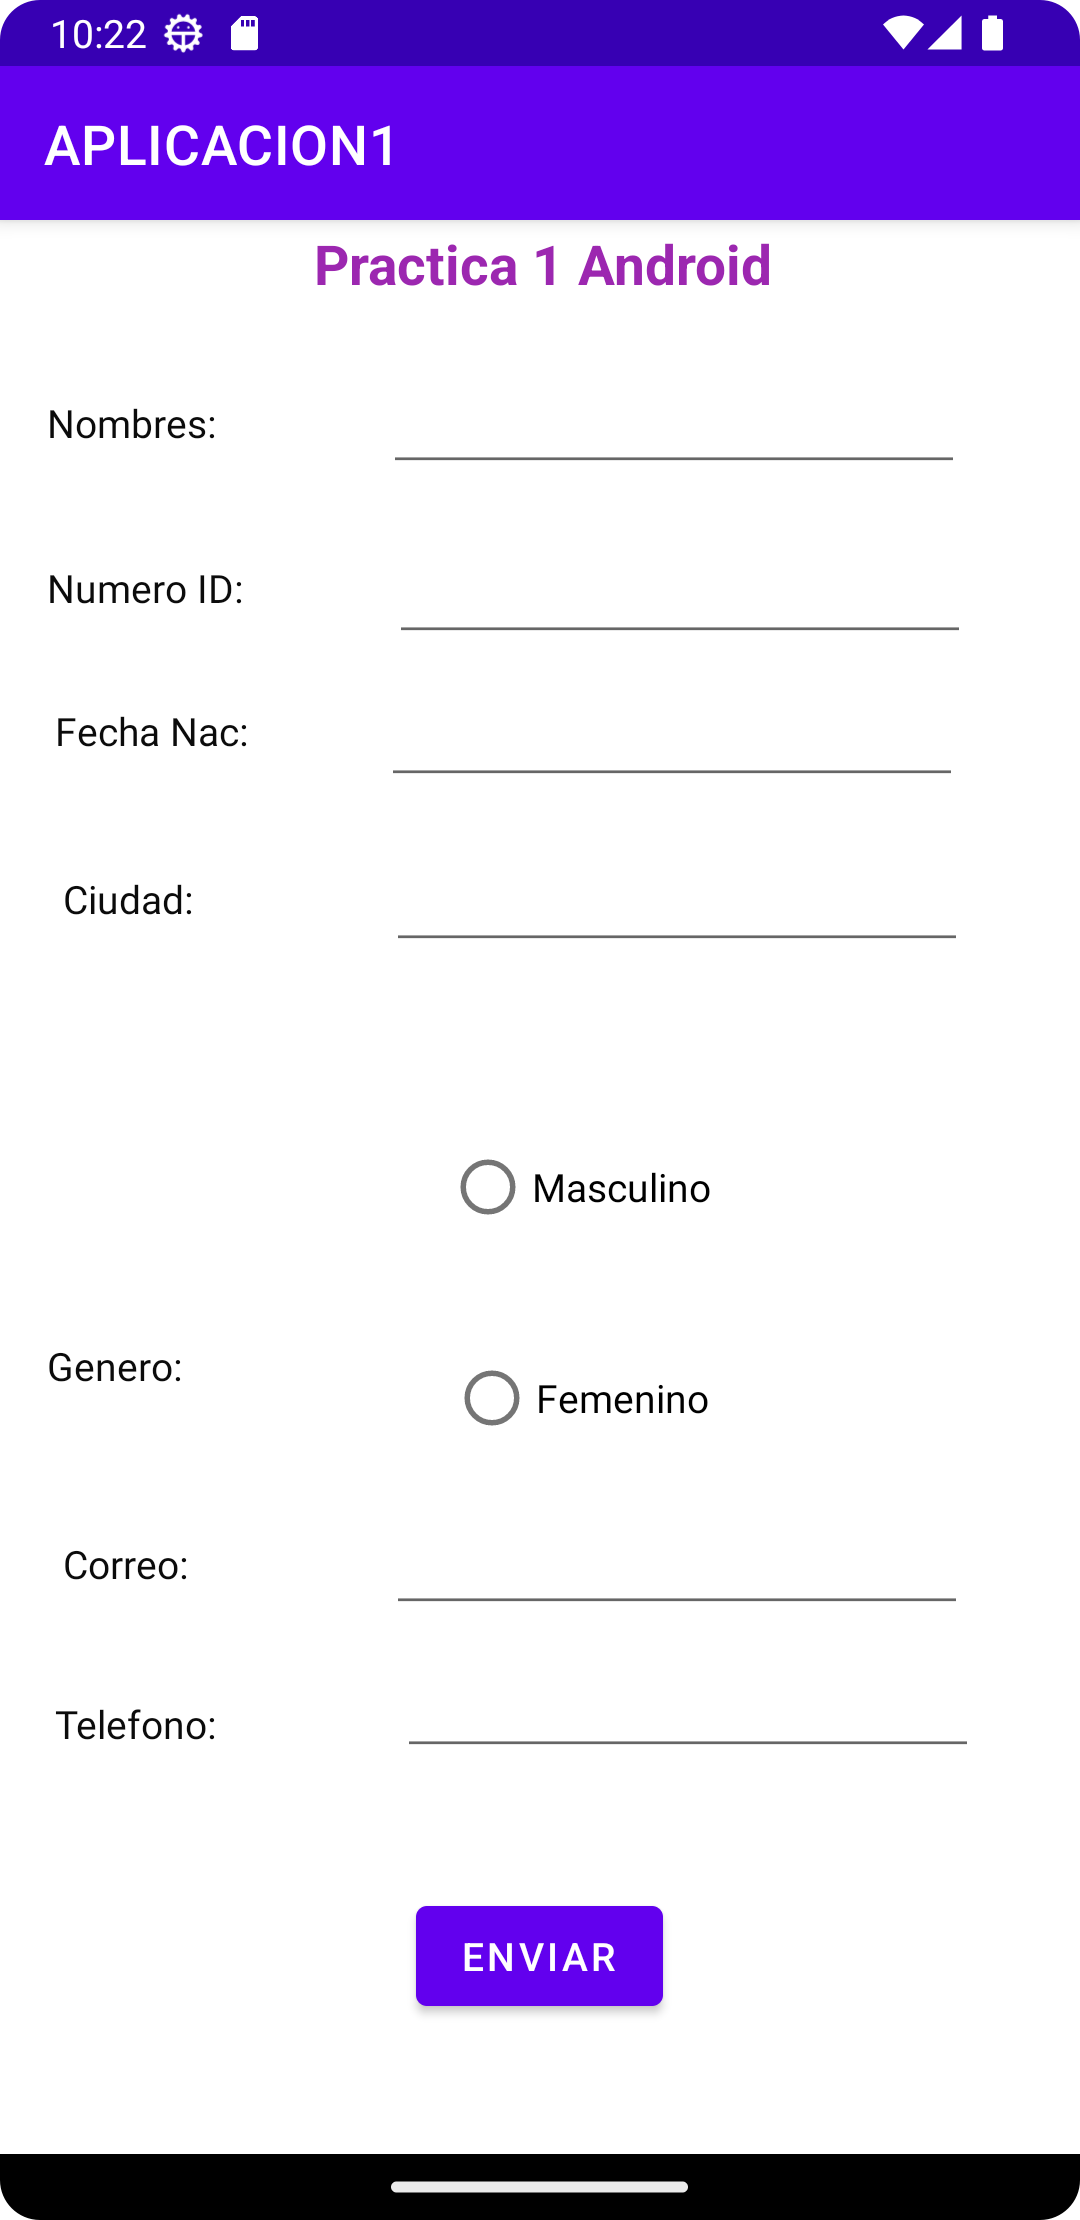 10:22
APLICACION1
Practica 1 Android
Nombres:
Numero ID:
Fecha Nac:
Ciudad:
Masculino
Genero:
Femenino
Correo:
Telefono:
ENVIAR